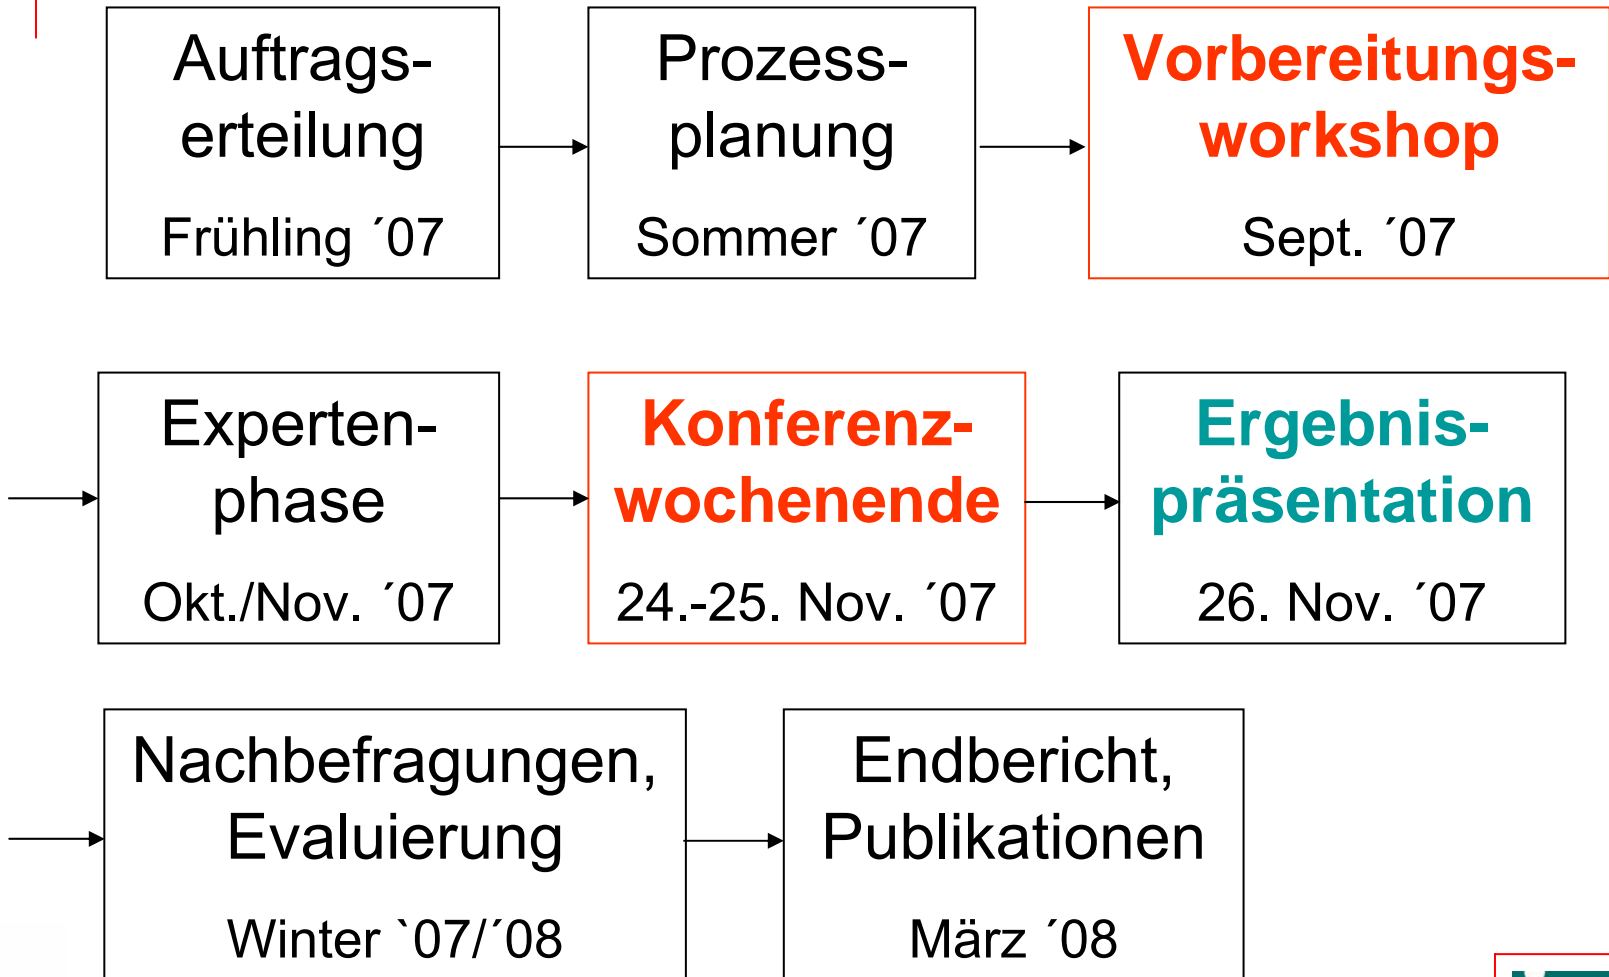 Auftrags-
erteilung
Frühling ´07
Prozess-
planung
Sommer ´07
Vorbereitungs-
workshop
Sept. ´07
Experten-
phase
Okt./Nov. ´07
Konferenz-
wochenende
24.-25. Nov. ´07
Ergebnis-
präsentation
26. Nov. ´07
Nachbefragungen,
Evaluierung
Winter `07/´08
Endbericht,
Publikationen
März ´08